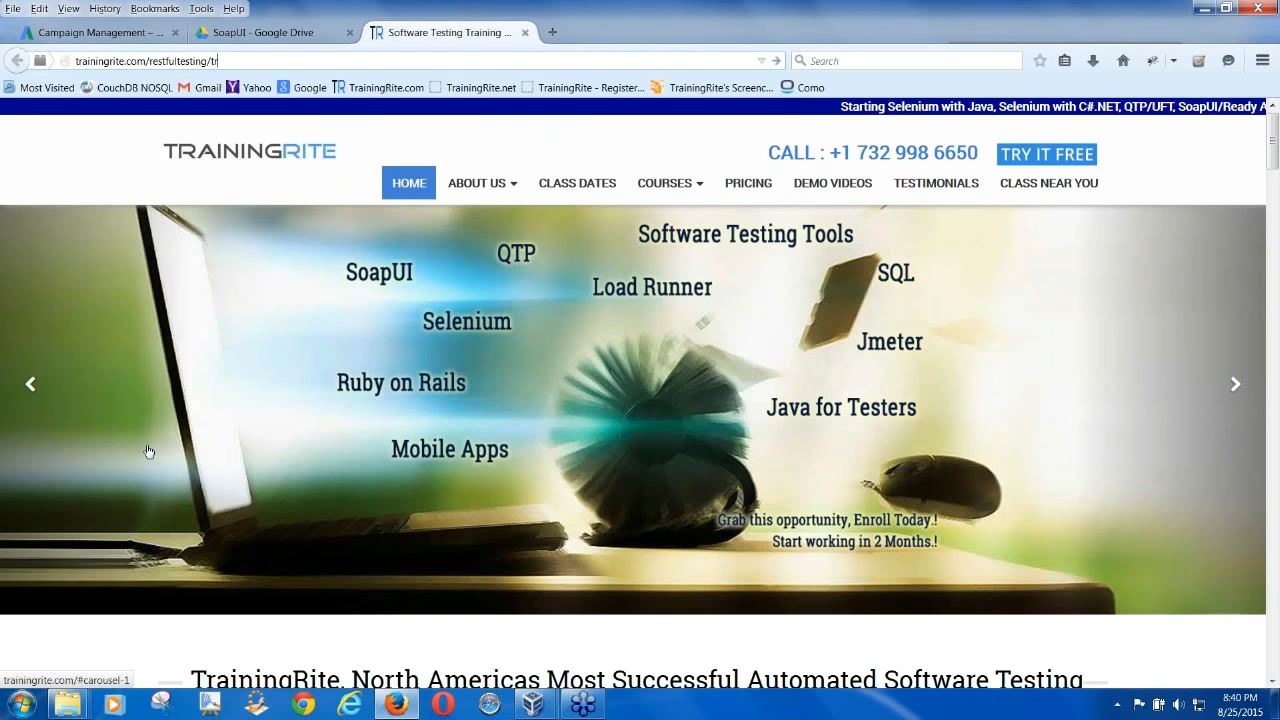 File Edit View History Bookmarks Tools Help
Campaign Management – ... SoapUI - Google Drive Software Testing Training ...
trainingrite.com/restfultesting/tr Search
Most Visited CouchDB NOSQL Gmail Yahoo Google TrainingRite.com TrainingRite.net TrainingRite - Register... TrainingRite's Screenc... Como
Starting Selenium with Java, Selenium with C#.NET, QTP/UFT, SoapUI/Ready A
TRAININGRITE
CALL : +1 732 998 6650 TRY IT FREE
HOME ABOUT US CLASS DATES COURSES PRICING DEMO VIDEOS TESTIMONIALS CLASS NEAR YOU
Software Testing Tools
QTP
SoapUI
SQL
Load Runner
Selenium
Jmeter
Ruby on Rails
Java for Testers
Mobile Apps
Grab this opportunity, Enroll Today.!
Start working in 2 Months.!
TrainingRite, North Americas Most Successful Automated Software Testing
trainingrite.com/#carousel-1
8:40 PM
8/25/2015